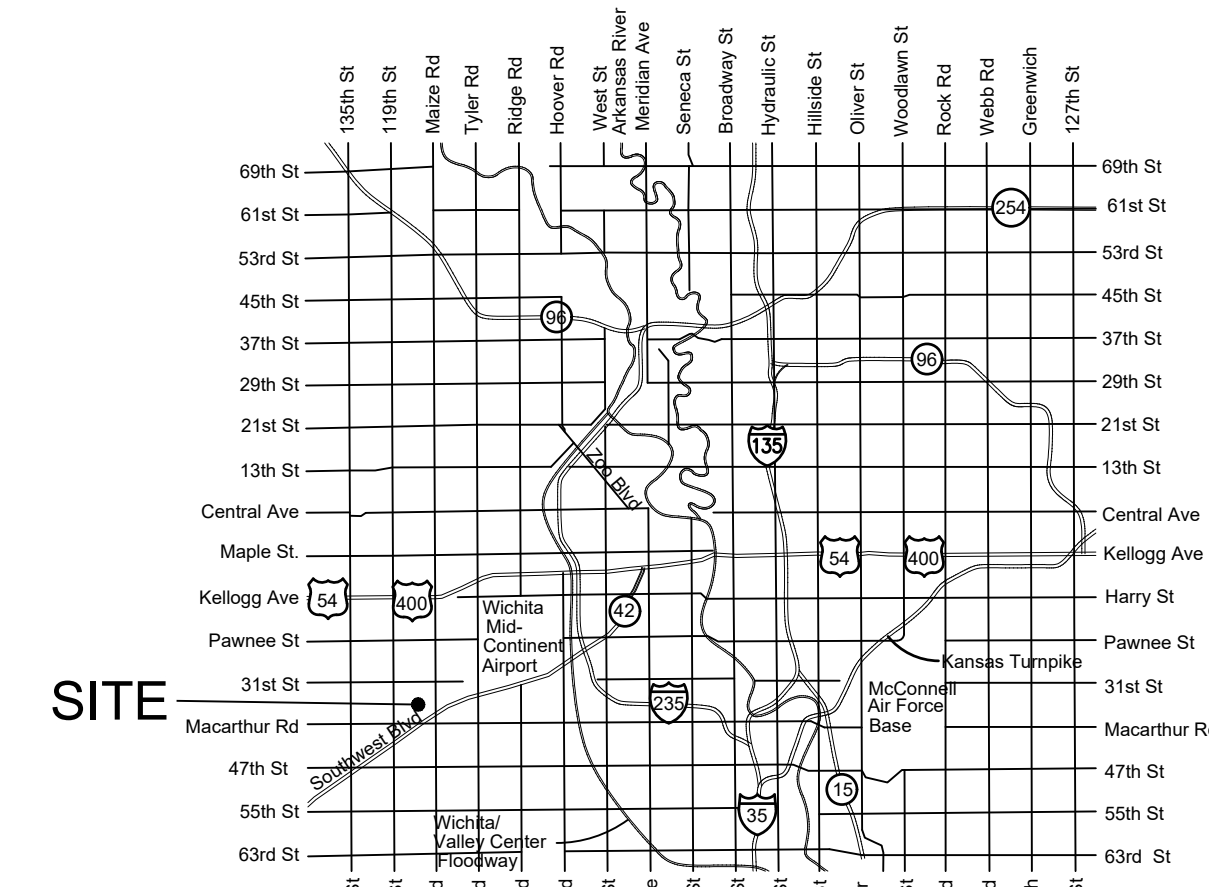 135th St
119th St
Maize Rd
Tyler Rd
Ridge Rd
Hoover Rd
West St
Arkansas River
Meridian Ave
Seneca St
Broadway St
Hydraulic St
Hillside St
Oliver St
Woodlawn St
Rock Rd
Webb Rd
Greenwich
127th St
69th St
69th St
61st St
254
61st St
53rd St
53rd St
45th St
45th St
96
37th St
37th St
96
29th St
29th St
21st St
21st St
135
13th St
13th St
Zoo Blvd
Central Ave
Central Ave
Maple St.
54
400
Kellogg Ave
Kellogg Ave
54
400
42
Harry St
Wichita
Mid-
Continent
Airport
Pawnee St
Pawnee St
Kansas Turnpike
31st St
31st St
SITE
235
McConnell
Air Force
Base
Macarthur Rd
Macarthur R
Southwest Blvd
47th St
47th St
15
55th St
55th St
35
Wichita/
Valley Center
Floodway
63rd St
63rd St